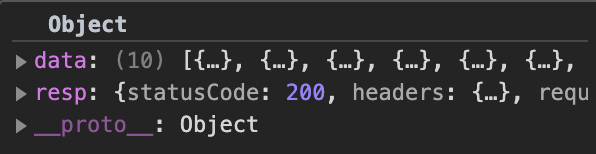 Object
data: (10) [{…}, {…}, {…}, {…}, {…}, {…},
resp: {statusCode: 200, headers: {…}, requ
__proto__: Object